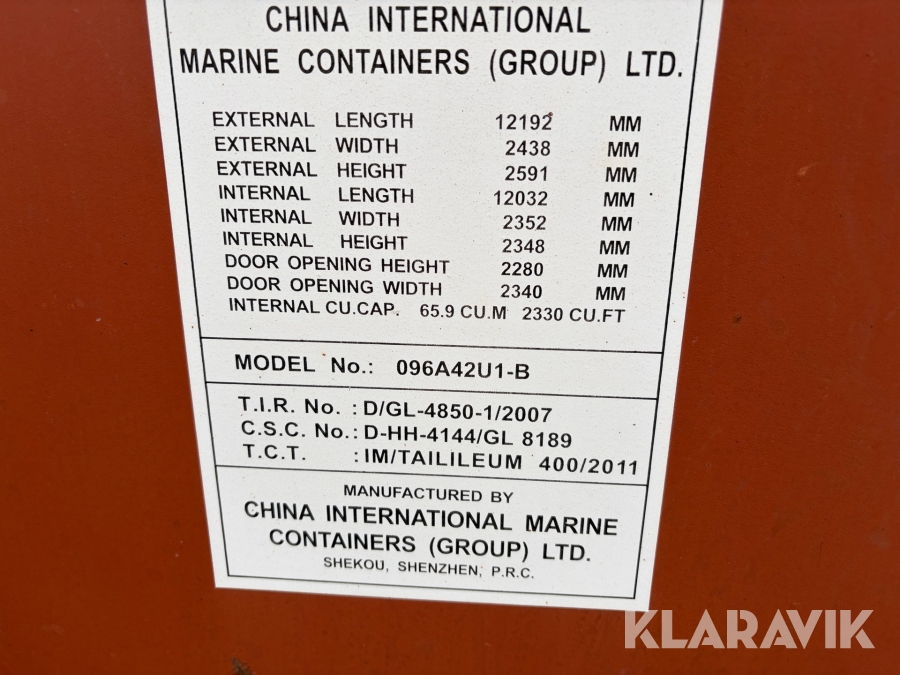 CHINA INTERNATIONAL
MARINE CONTAINERS (GROUP) LTD.
EXTERNAL LENGTH 12192 MM
EXTERNAL WIDTH 2438 MM
EXTERNAL HEIGHT 2591 MM
INTERNAL LENGTH 12032 MM
INTERNAL WIDTH 2352 MM
INTERNAL HEIGHT 2348 MM
DOOR OPENING HEIGHT 2280 MM
DOOR OPENING WIDTH 2340 MM
INTERNAL CU.CAP. 65.9 CU.M 2330 CU.FT
MODEL No.: 096A42U1-B
T.I.R. No. : D/GL-4850-1/2007
C.S.C. No.: D-HH-4144/GL 8189
T.C.T. : IM/TAILILEUM 400/2011
MANUFACTURED BY
CHINA INTERNATIONAL MARINE
CONTAINERS (GROUP) LTD.
SHEKOU, SHENZHEN, P.R.C.
KLARAVIK